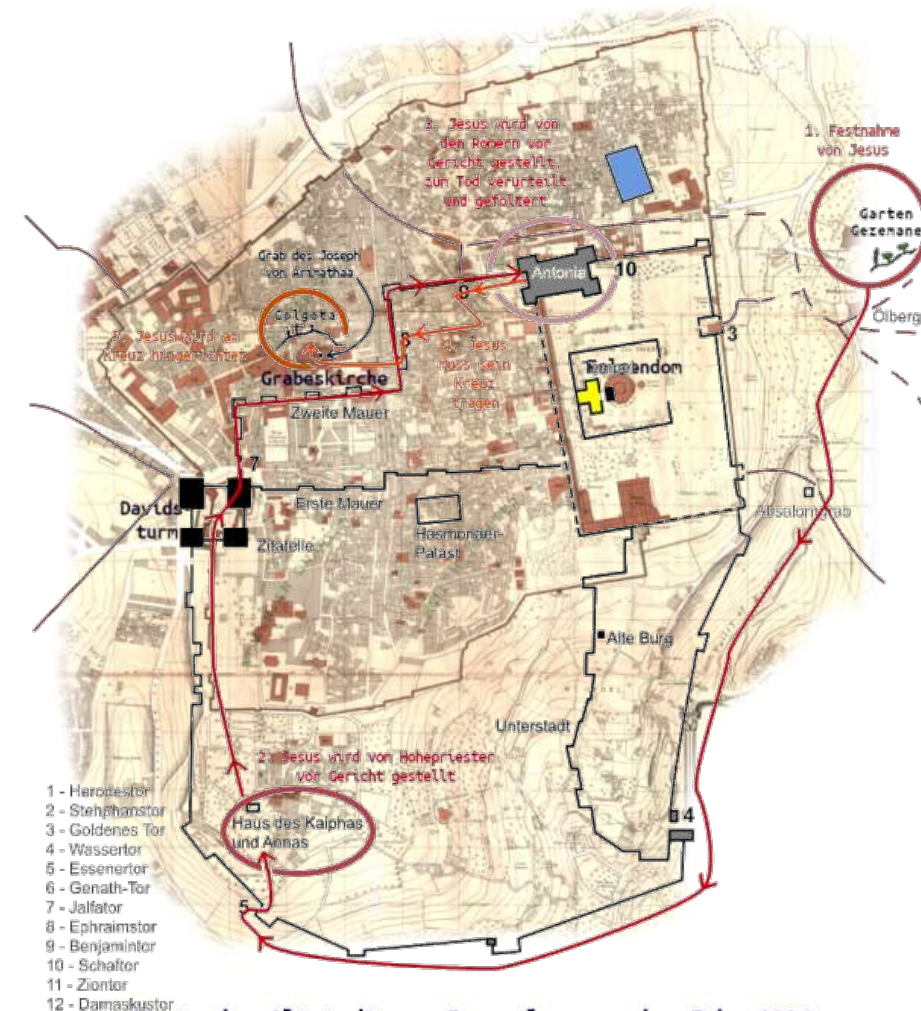 1. Festnahme
von Jesus
Garten
Gezemane
Ölberg
3. Jesus wird von
den Römern vor
Gericht gestellt,
zum Tod verurteilt
und gefoltert
Antonia
10
9
Grab des Joseph
von Arimathäa
Golgota
5. Jesus wird am
Kreuz hingerichtet
Grabeskirche
4. Jesus
muss sein
Kreuz
tragen
3
Zweite Mauer
7
Erste Mauer
Davids
turm
Zitatelle
Hasmonäer-
Palast
Absalomgrab
Alte Burg
Unterstadt
2. Jesus wird vom Hohepriester
vor Gericht gestellt
Haus des Kaiphas
und Annas
4
5
1 - Herodestor
2 - Stehphanstor
3 - Goldenes Tor
4 - Wassertor
5 - Essenertor
6 - Genath-Tor
7 - Jaffator
8 - Ephraimstor
9 - Benjamintor
10 - Schaftor
11 - Ziontor
12 - Damaskustor